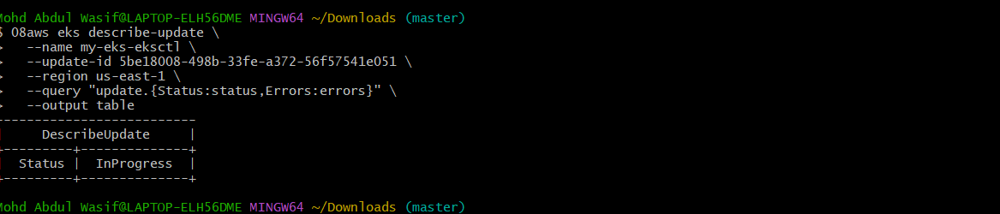 Mohd Abdul Wasif@LAPTOP-ELH56DME MINGW64 ~/Downloads (master)
$ 08aws eks describe-update \
>   --name my-eks-eksctl \
>   --update-id 5be18008-498b-33fe-a372-56f57541e051 \
>   --region us-east-1 \
>   --query "update.{Status:status,Errors:errors}" \
>   --output table
--------------------------
|     DescribeUpdate     |
+---------+--------------+
|  Status |  InProgress  |
+---------+--------------+
Mohd Abdul Wasif@LAPTOP-ELH56DME MINGW64 ~/Downloads (master)